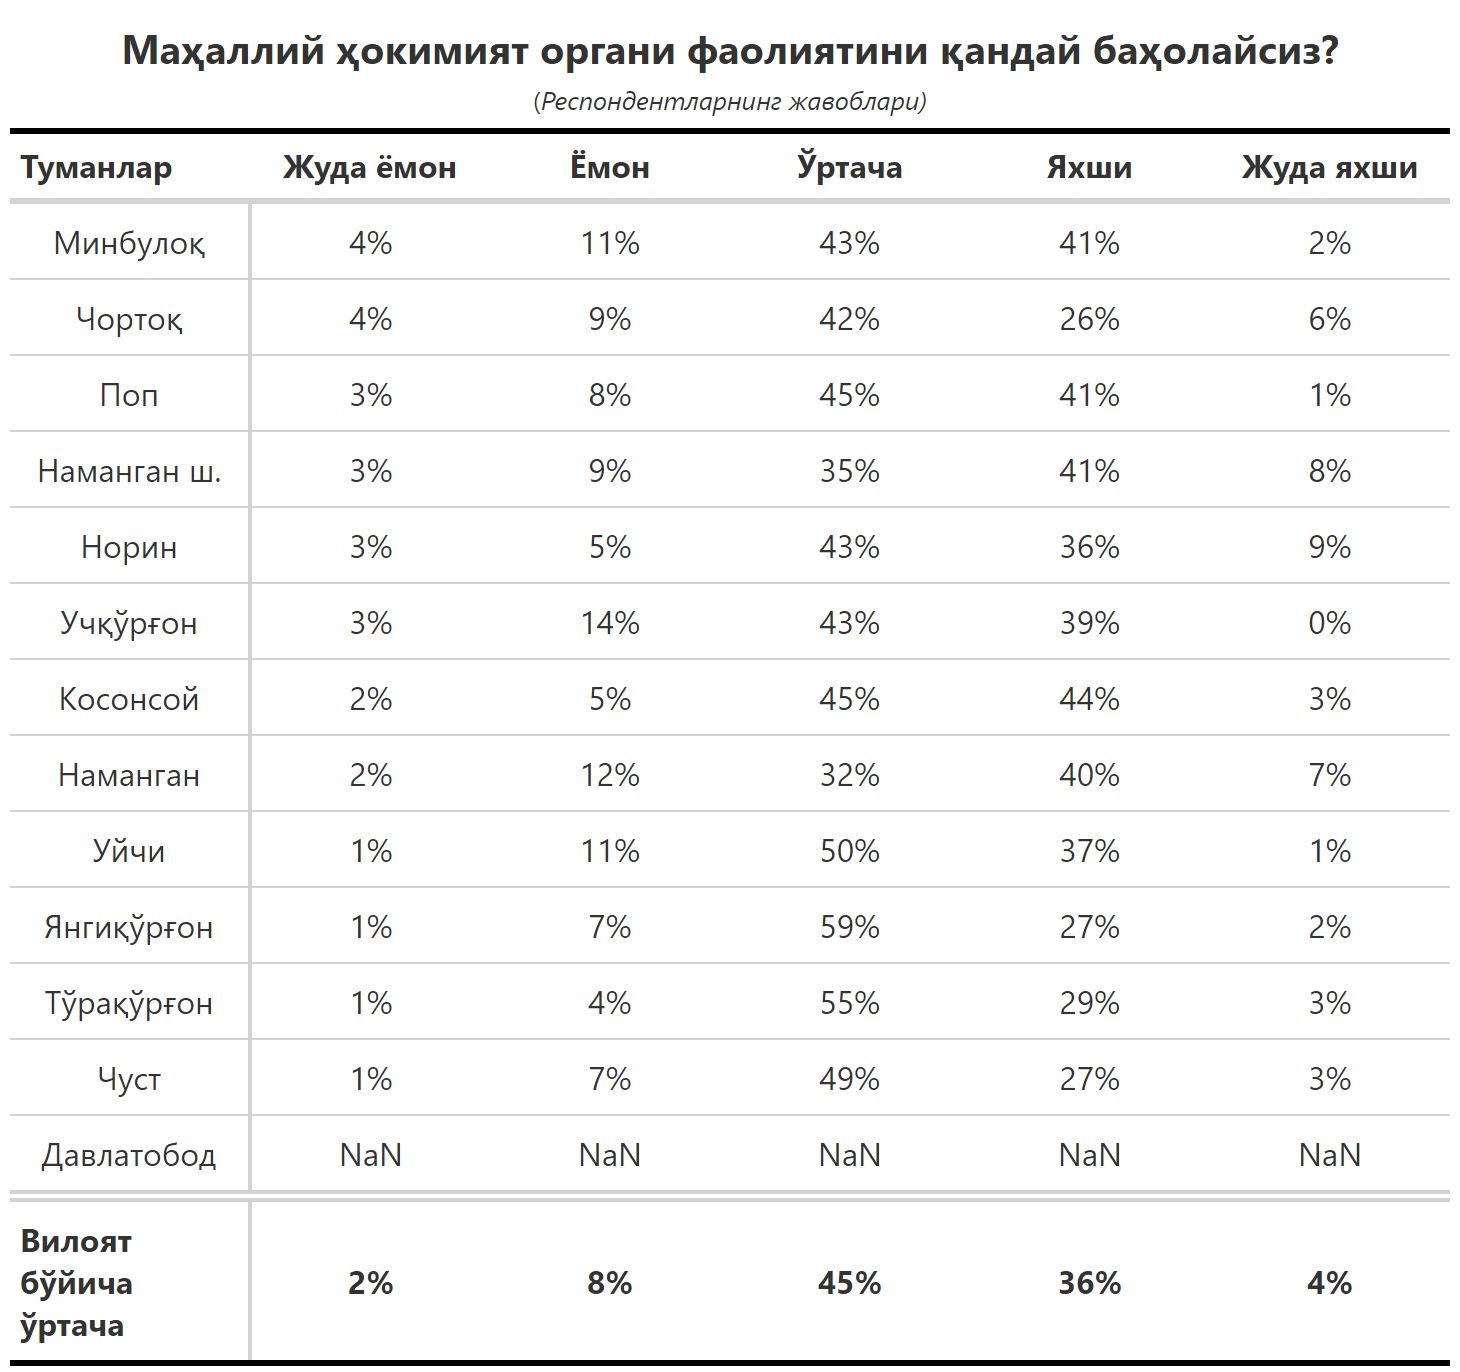 Маҳаллий ҳокимият органи фаолиятини қандай баҳолайсиз?
(Респондентларнинг жавоблари)
Туманлар Жуда ёмон Ёмон Ўртача Яхши Жуда яхши
Минбулоқ 4% 11% 43% 41% 2%
Чортоқ 4% 9% 42% 26% 6%
Поп 3% 8% 45% 41% 1%
Наманган ш. 3% 9% 35% 41% 8%
Норин 3% 5% 43% 36% 9%
Учқўрғон 3% 14% 43% 39% 0%
Косонсой 2% 5% 45% 44% 3%
Наманган 2% 12% 32% 40% 7%
Уйчи 1% 11% 50% 37% 1%
Янгиқўрғон 1% 7% 59% 27% 2%
Тўрақўрғон 1% 4% 55% 29% 3%
Чуст 1% 7% 49% 27% 3%
Давлатобод NaN NaN NaN NaN NaN
Вилоят
бўйича 2% 8% 45% 36% 4%
ўртача